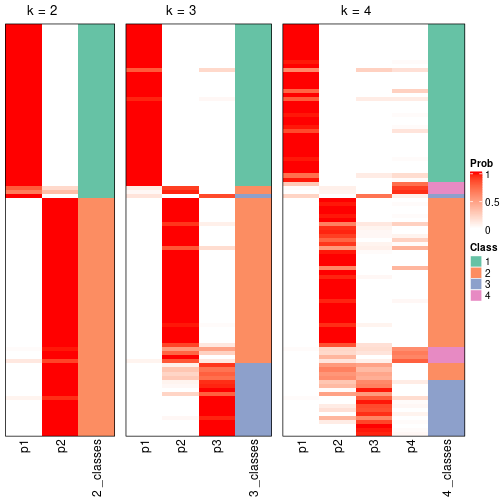 k = 2
k = 3
k = 4
p1
p2
2_classes
p1
p2
p3
3_classes
p1
p2
p3
p4
4_classes
Prob
1
0.5
0
Class
1
2
3
4